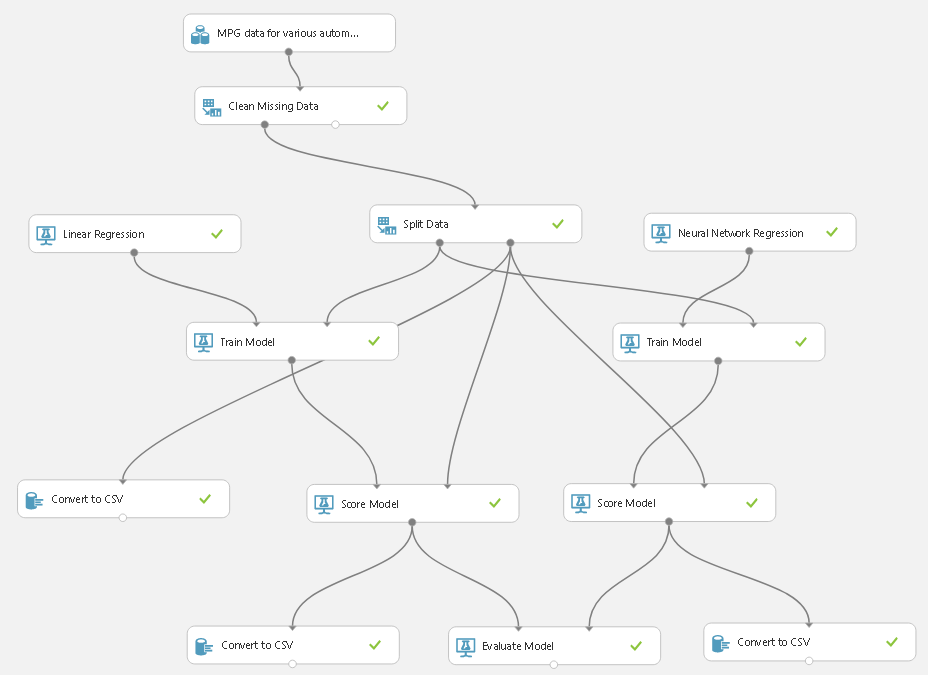 MPG data for various autom...
Clean Missing Data
Split Data
Linear Regression
Neural Network Regression
Train Model
Train Model
Convert to CSV
Score Model
Score Model
Convert to CSV
Evaluate Model
Convert to CSV